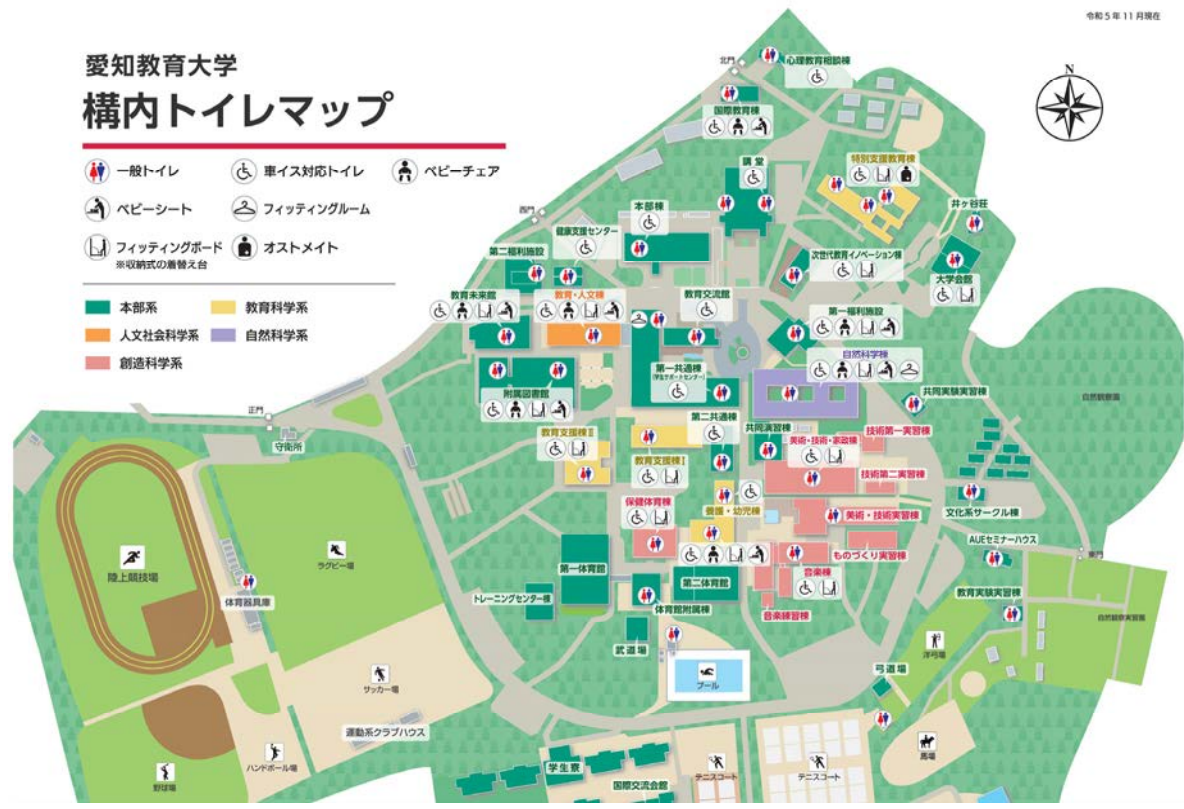 令和5年11月現在
愛知教育大学
構内トイレマップ
一般トイレ
車イス対応トイレ
ベビーチェア
ベビーシート
フィッティングルーム
フィッティングボード
※収納式の着替え台
オストメイト
本部系
教育科学系
人文社会科学系
自然科学系
創造科学系
N
北門
心理教育相談棟
国際教育棟
講堂
特別支援教育棟
西門
本部棟
井ヶ谷荘
健康支援センター
第二福利施設
次世代教育イノベーション棟
大学会館
教育未来館
教育・人文棟
教育交流館
第一福利施設
自然科学棟
第一共通棟
(学生サポートセンター)
附属図書館
共同実験実習棟
自然観察園
正門
守衛所
第二共通棟
教育支援棟Ⅱ
教育支援棟Ⅰ
共同演習棟
美術・技術・家政棟
技術第一実習棟
技術第二実習棟
保健体育棟
養護・幼児棟
美術・技術実習棟
文化系サークル棟
ものづくり実習棟
AUEセミナーハウス
東門
陸上競技場
ラグビー場
体育器具庫
第一体育館
第二体育館
音楽棟
トレーニングセンター棟
体育館附属棟
音楽練習棟
教育実験実習棟
自然観察実習園
武道場
洋弓場
サッカー場
プール
弓道場
運動系クラブハウス
ハンドボール場
野球場
学生寮
国際交流会館
テニスコート
テニスコート
馬場